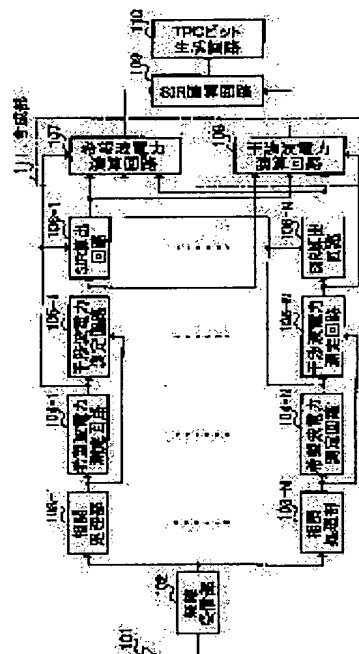 101
102
無線
受信部
103-1
相関
処理部
104-1
希望波電力
測定回路
105-1
干渉波電力
測定回路
106-1
SIR算出
回路
111 合成部
107
希望波電力
演算回路
108
干渉波電力
演算回路
109
SIR演算回路
110
TPCビット
生成回路
103-N
相関
処理部
104-N
希望波電力
測定回路
105-N
干渉波電力
測定回路
106-N
SIR算出
回路